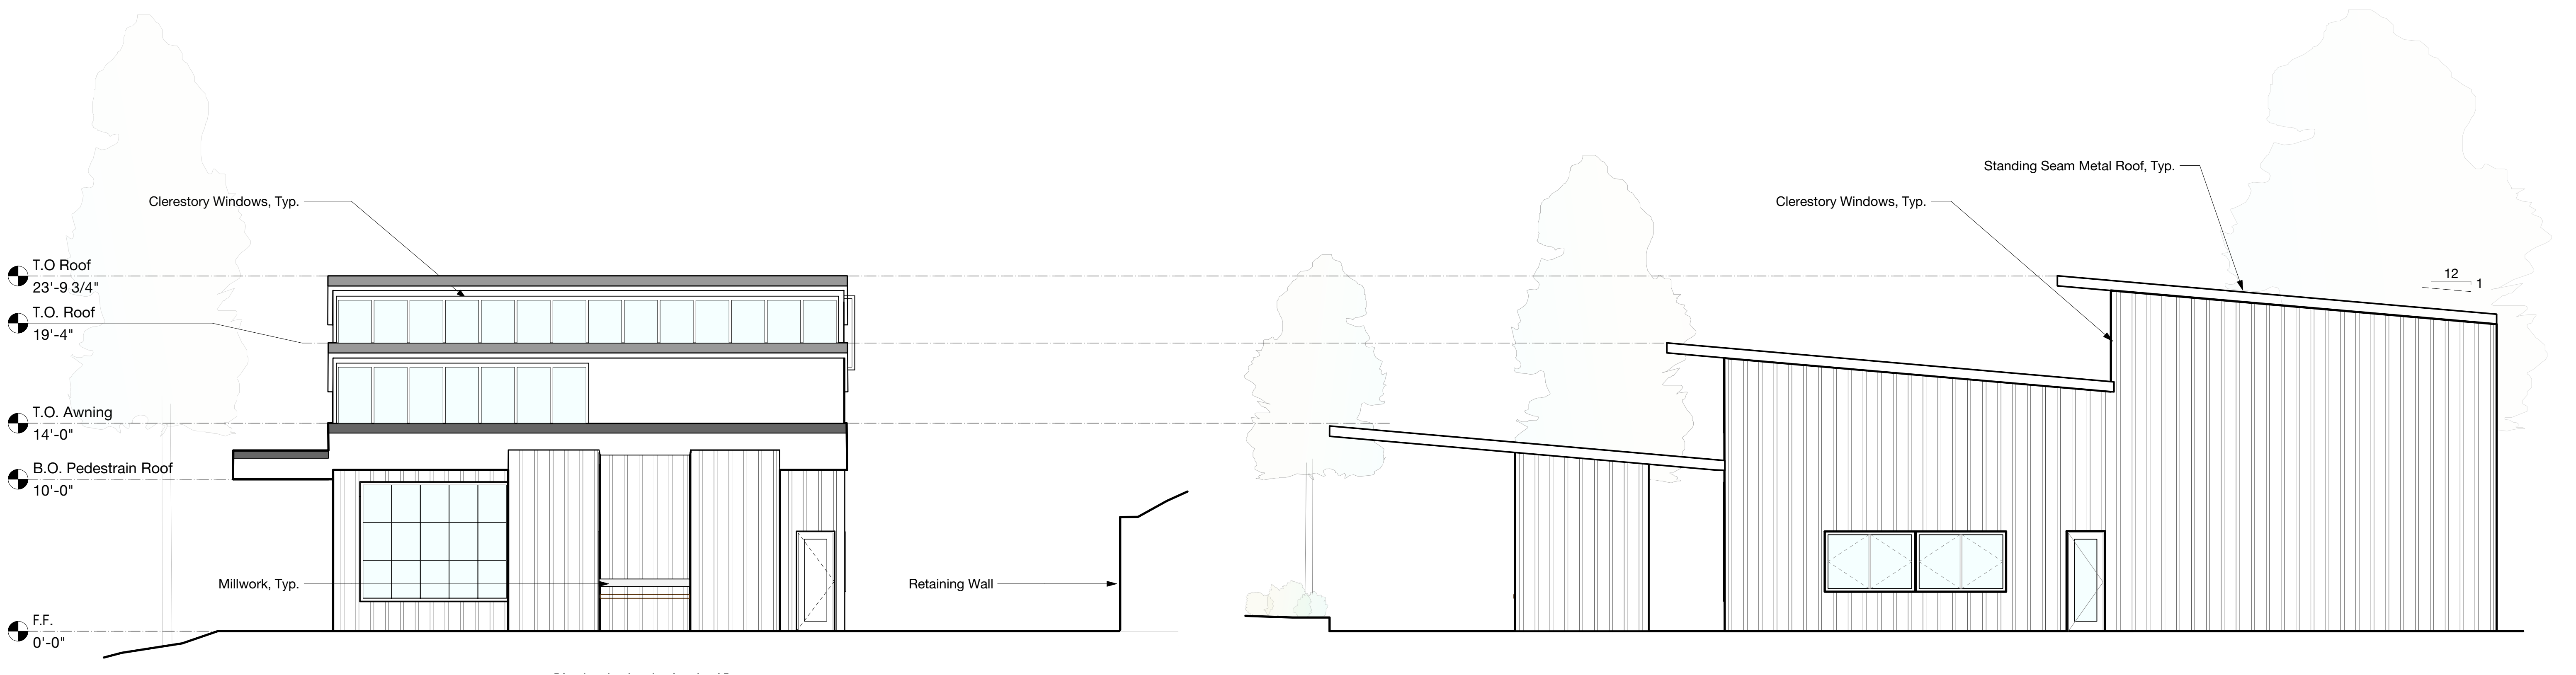 Standing Seam Metal Roof, Typ.
Clerestory Windows, Typ.
Clerestory Windows, Typ.
T.O Roof
23'-9 3/4"
12
1
T.O. Roof
19'-4"
T.O. Awning
14'-0"
B.O. Pedestrain Roof
10'-0"
Millwork, Typ.
Retaining Wall
F.F.
0'-0"